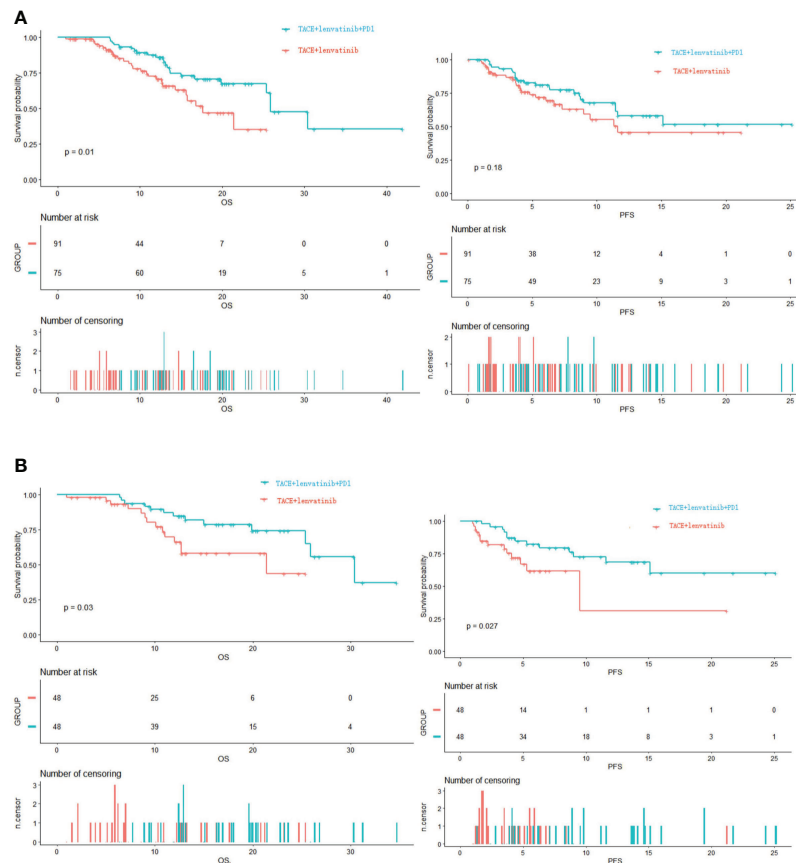 A
TACE+lenvatinib+PD1
TACE+lenvatinib
Survival probability
1.00
0.75
0.50
0.25
0.00
p = 0.01
0 10 20 30 40
OS
Number at risk
GROUP
91 44 7 0 0
75 60 19 5 1
0 10 20 30 40
OS
Number of censoring
n.censor
3
2
1
0
0 10 20 30 40
OS
TACE+lenvatinib+PD1
TACE+lenvatinib
Survival probability
1.00
0.75
0.50
0.25
0.00
p = 0.18
0 5 10 15 20 25
PFS
Number at risk
GROUP
91 38 12 4 1 0
75 49 23 9 3 1
0 5 10 15 20 25
PFS
Number of censoring
n.censor
2
1
0
0 5 10 15 20 25
PFS
B
TACE+lenvatinib+PD1
TACE+lenvatinib
Survival probability
1.00
0.75
0.50
0.25
0.00
p = 0.03
0 10 20 30
OS
Number at risk
GROUP
48 25 6 0
48 39 15 4
0 10 20 30
OS
Number of censoring
n.censor
3
2
1
0
0 10 20 30
OS.
TACE+lenvatinib+PD1
TACE+lenvatinib
Survival probability
1.00
0.75
0.50
0.25
0.00
p = 0.027
0 5 10 15 20 25
PFS
Number at risk
GROUP
48 14 1 1 1 0
48 34 18 8 3 1
0 5 10 15 20 25
PFS
Number of censoring
n.censor
3
2
1
0
0 5 10 15 20 25
PFS